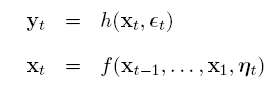 y_t = h(x_t, ϵ_t)
x_t = f(x_{t−1}, . . . , x_1, η_t)